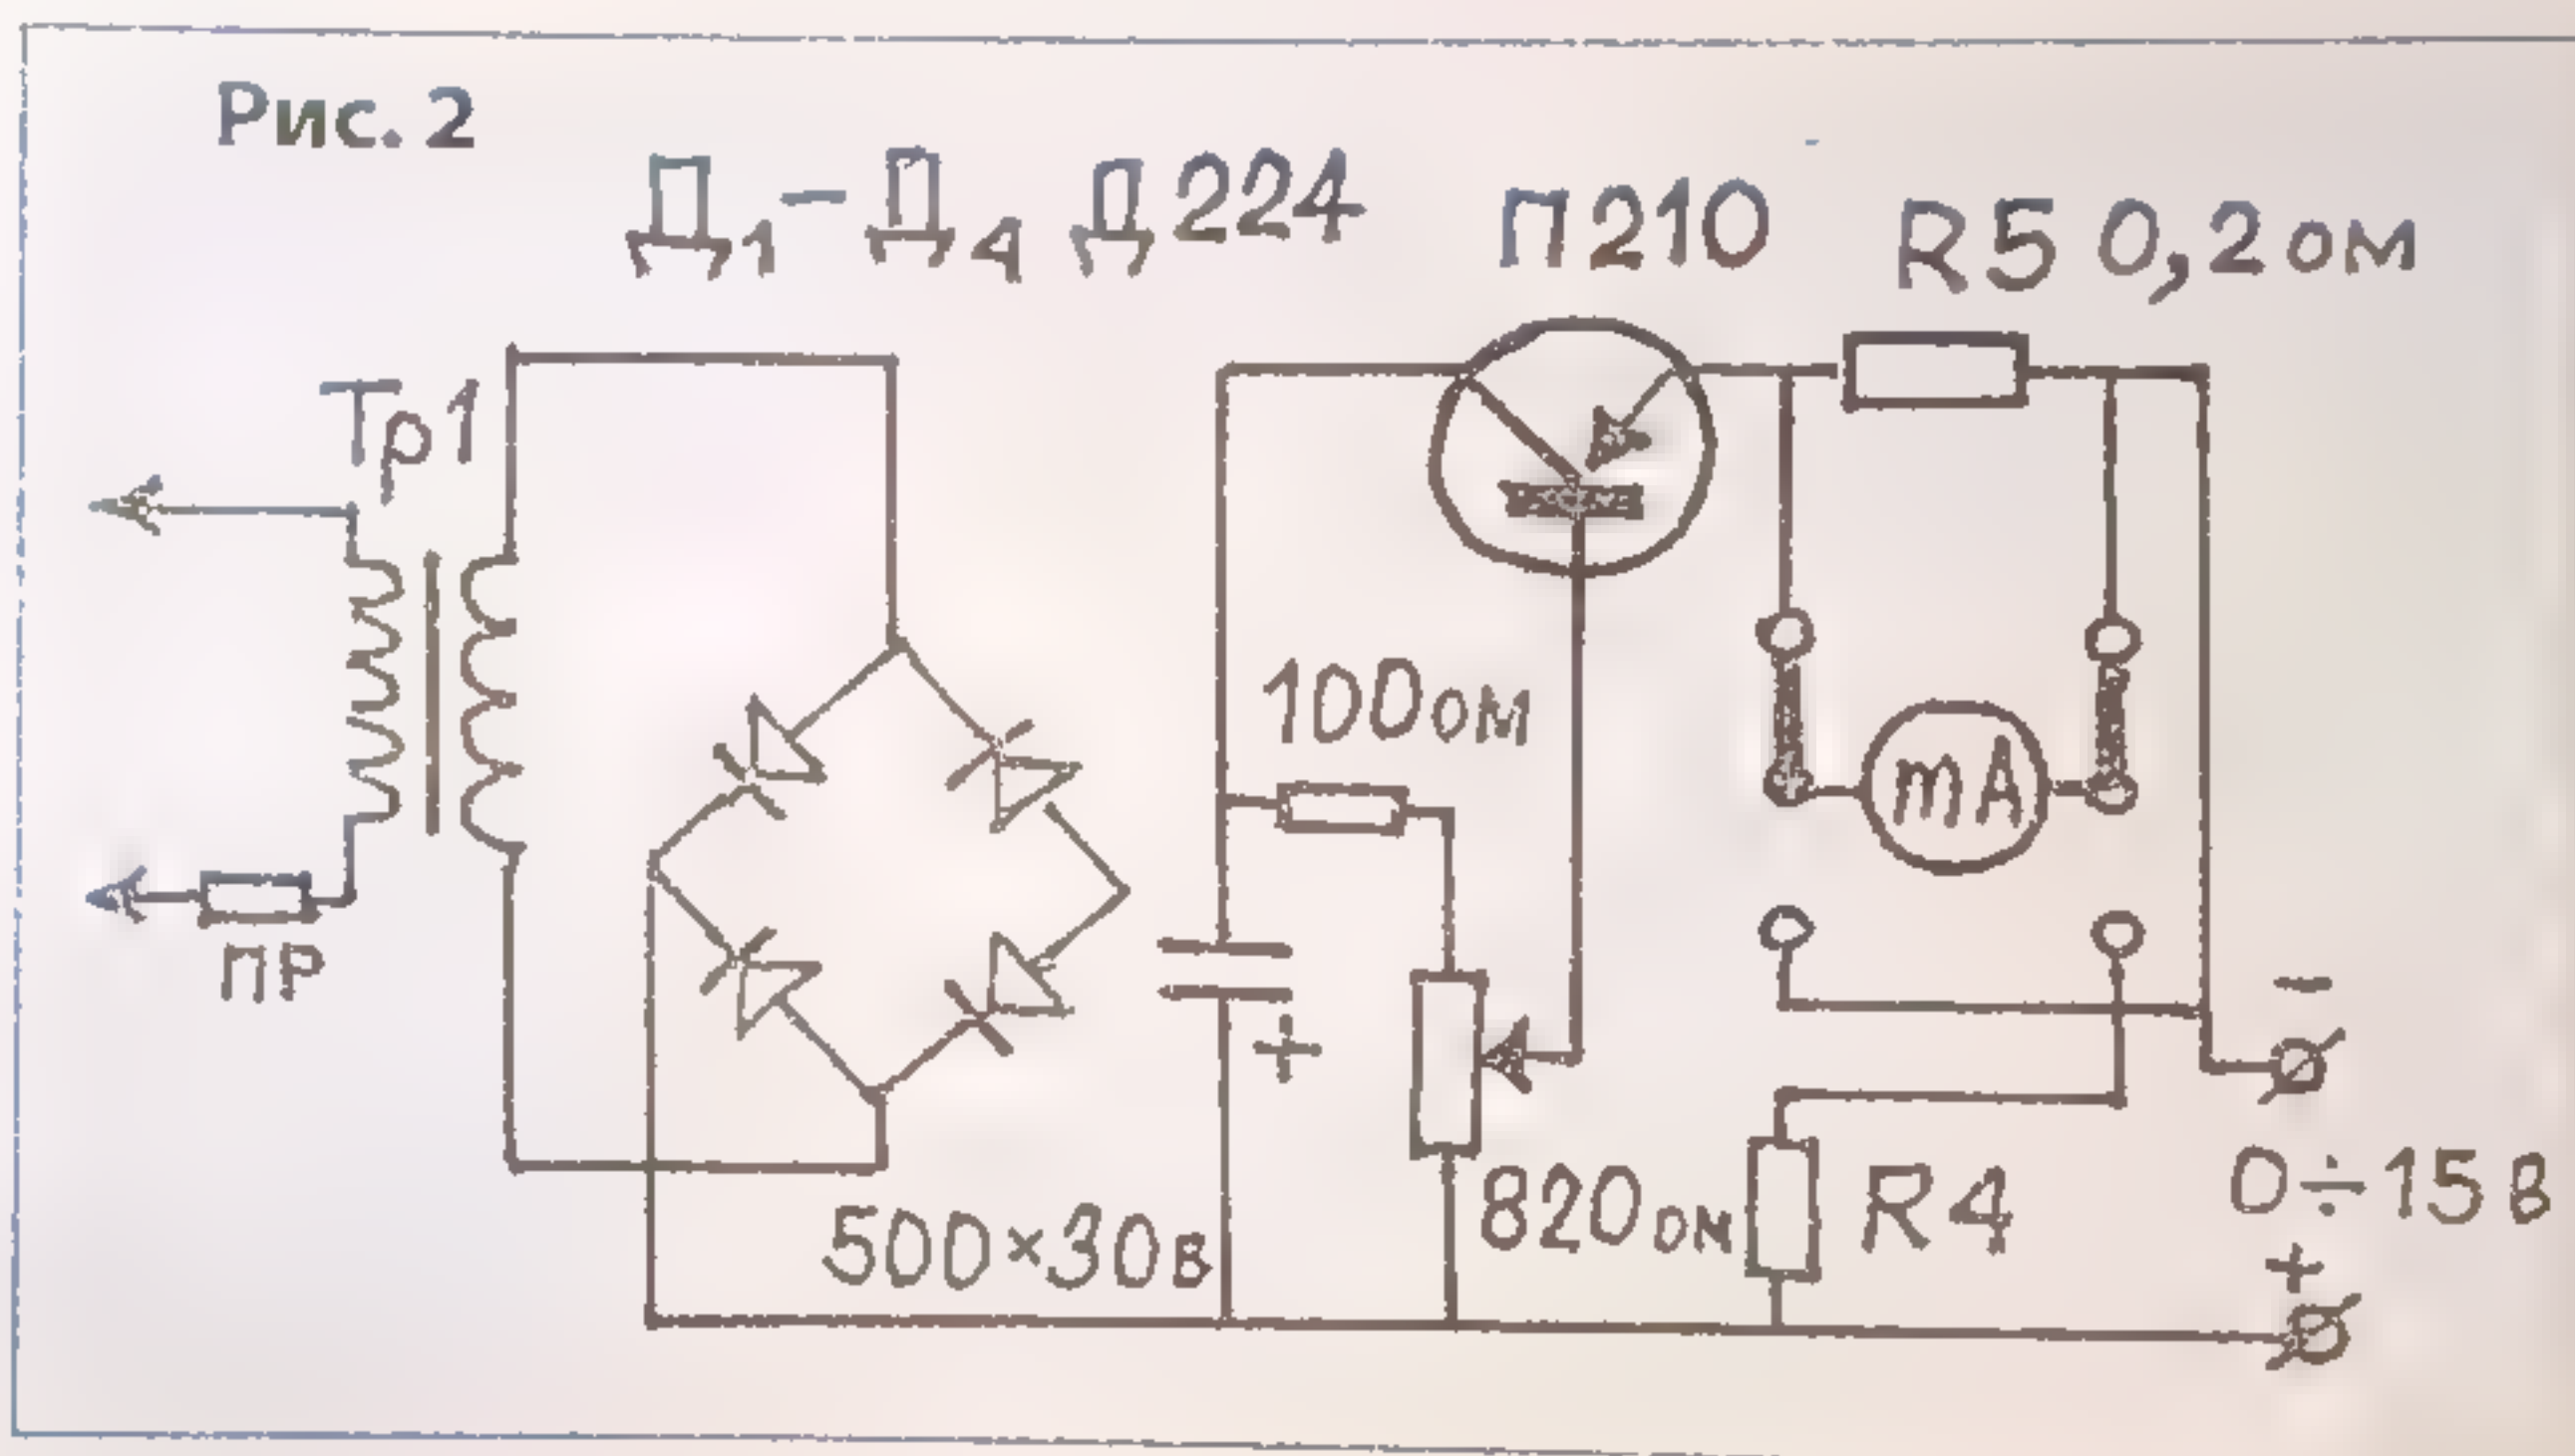 Рис. 2
Д1 – Д4 Д224
П210
R5 0,2 ом
Тр1
100 ом
mA
ПР
+
−
820 ом
R4
0÷15 в
500×30 в
+